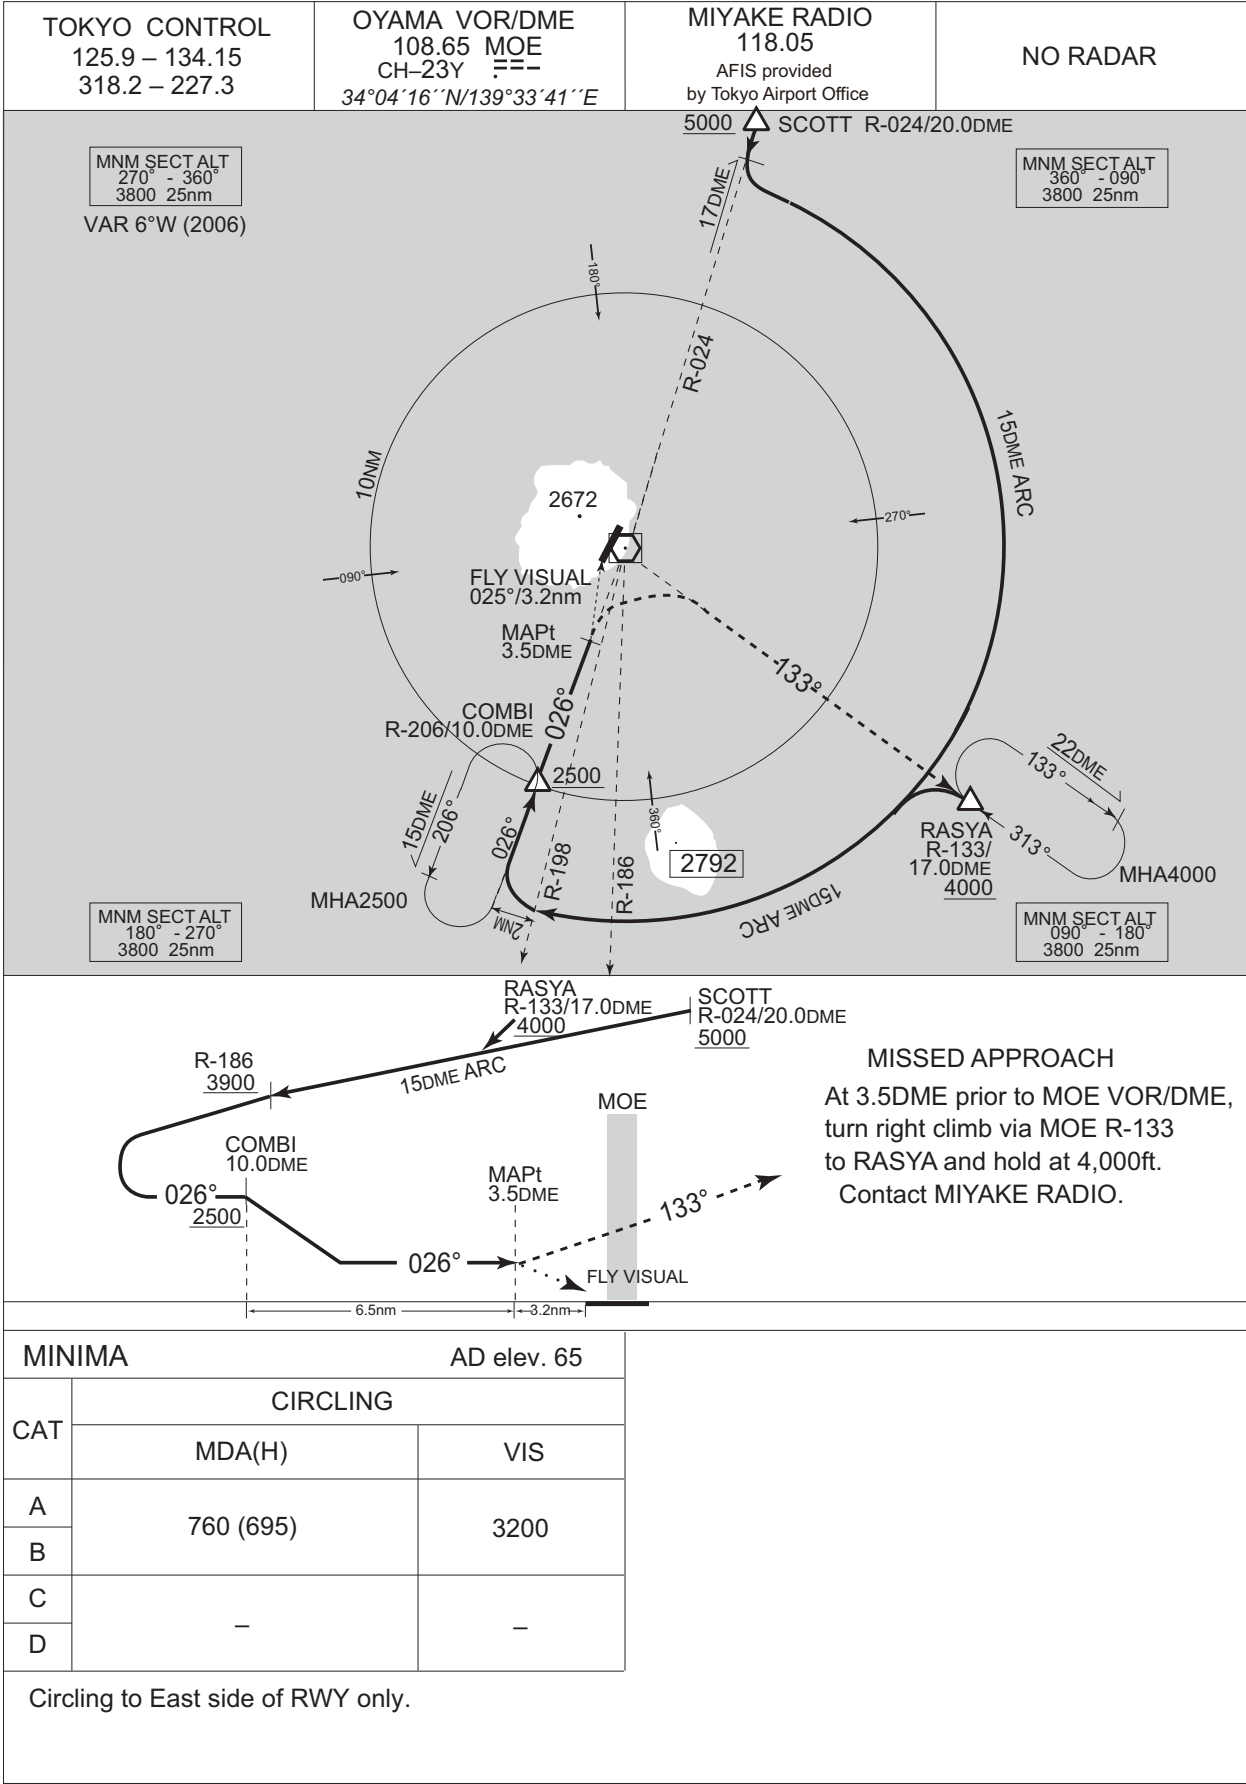 TOKYO CONTROL
125.9 – 134.15
318.2 – 227.3
OYAMA VOR/DME
108.65 MOE
CH–23Y
34°04´16´´N/139°33´41´´E
MIYAKE RADIO
118.05
AFIS provided
by Tokyo Airport Office
NO RADAR
5000
SCOTT R-024/20.0DME
MNM SECT ALT
270° - 360°
3800 25nm
VAR 6°W (2006)
MNM SECT ALT
360° - 090°
3800 25nm
17DME
180°
R-024
15DME ARC
10NM
2672
270°
090°
FLY VISUAL
025°/3.2nm
MAPt
3.5DME
133°
026°
COMBI
R-206/10.0DME
2500
22DME
133°
15DME
206°
026°
360°
RASYA
R-133/
17.0DME
4000
313°
2792
R-198
R-186
MHA2500
MHA4000
2NM
15DME ARC
MNM SECT ALT
180° - 270°
3800 25nm
MNM SECT ALT
090° - 180°
3800 25nm
RASYA
R-133/17.0DME
4000
SCOTT
R-024/20.0DME
5000
R-186
3900
15DME ARC
MOE
MISSED APPROACH
At 3.5DME prior to MOE VOR/DME,
turn right climb via MOE R-133
to RASYA and hold at 4,000ft.
Contact MIYAKE RADIO.
COMBI
10.0DME
MAPt
3.5DME
026°
2500
133°
026°
FLY VISUAL
6.5nm
3.2nm
MINIMA
AD elev. 65
CAT
CIRCLING
MDA(H)
VIS
A
B
760 (695)
3200
C
D
–
–
Circling to East side of RWY only.